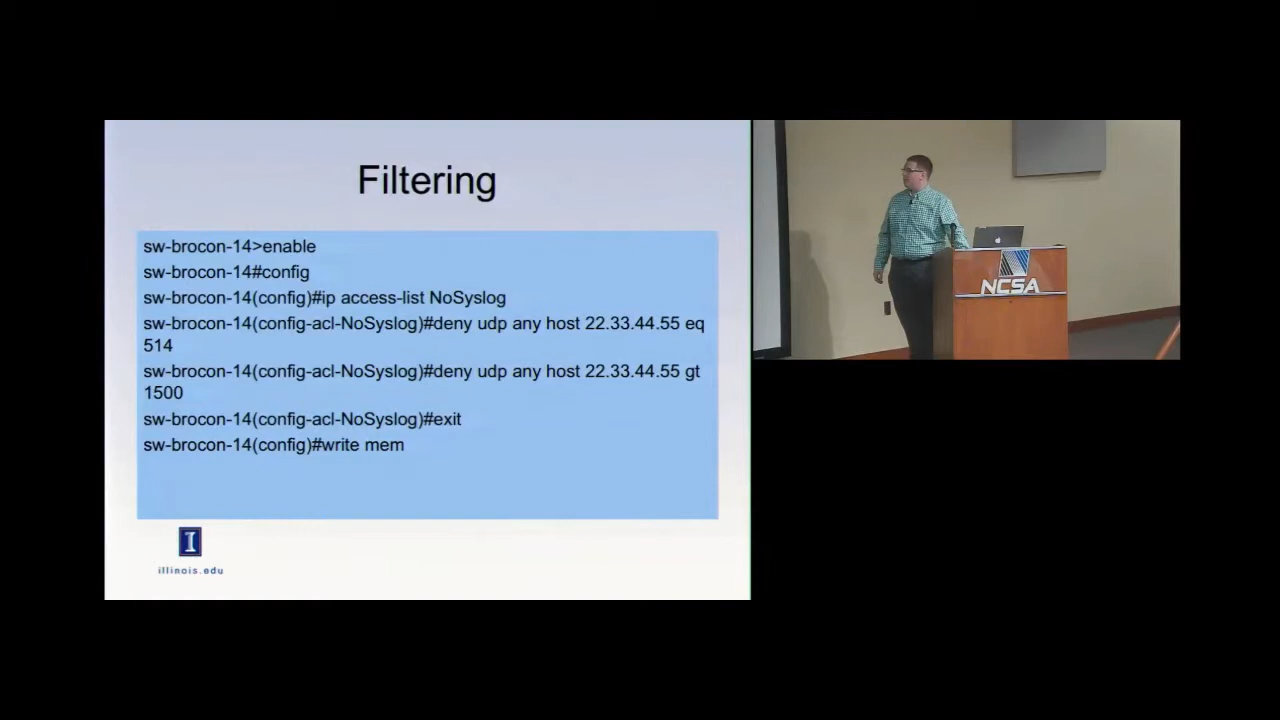 Filtering
sw-brocon-14>enable
sw-brocon-14#config
sw-brocon-14(config)#ip access-list NoSyslog
sw-brocon-14(config-acl-NoSyslog)#deny udp any host 22.33.44.55 eq
514
sw-brocon-14(config-acl-NoSyslog)#deny udp any host 22.33.44.55 gt
1500
sw-brocon-14(config-acl-NoSyslog)#exit
sw-brocon-14(config)#write mem
I
illinois.edu
NCSA